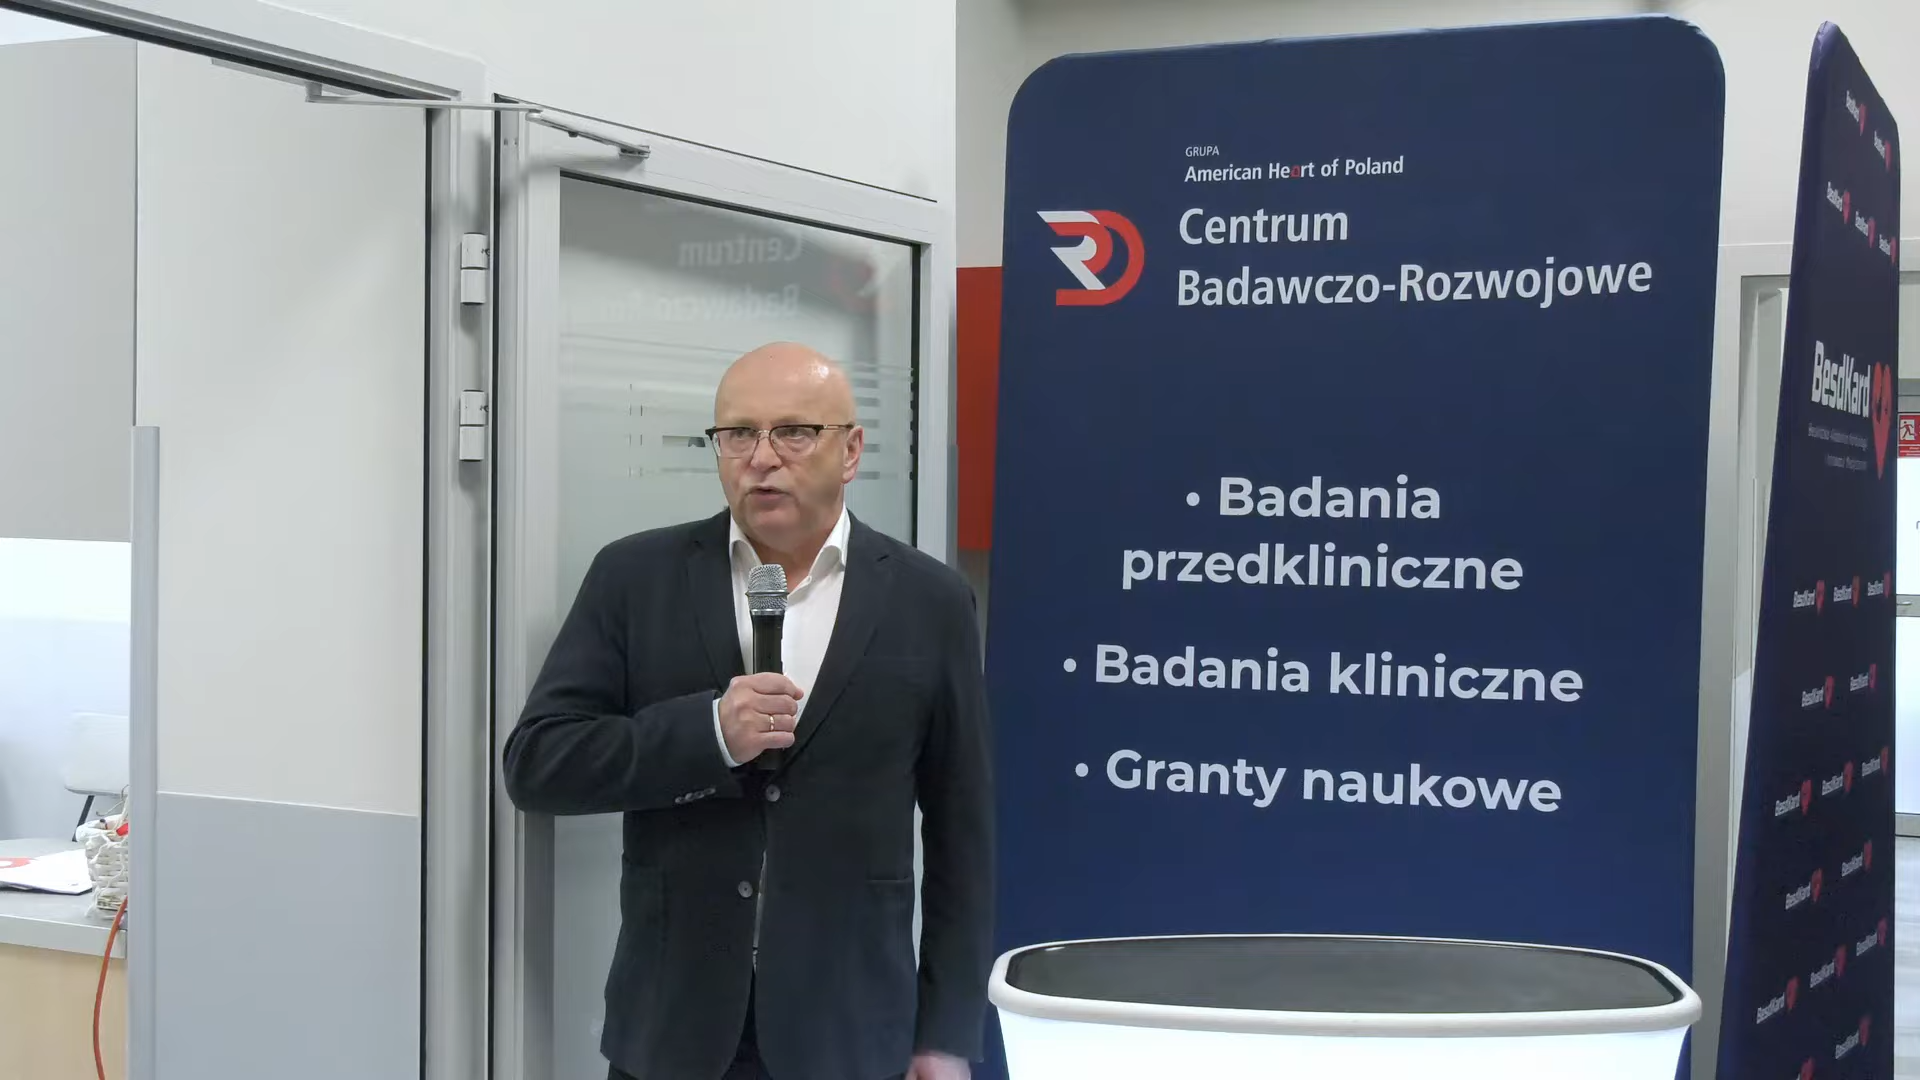 GRUPA
American Heart of Poland
Centrum
Badawczo-Rozwojowe
• Badania
przedkliniczne
• Badania kliniczne
• Granty naukowe
BesdKard